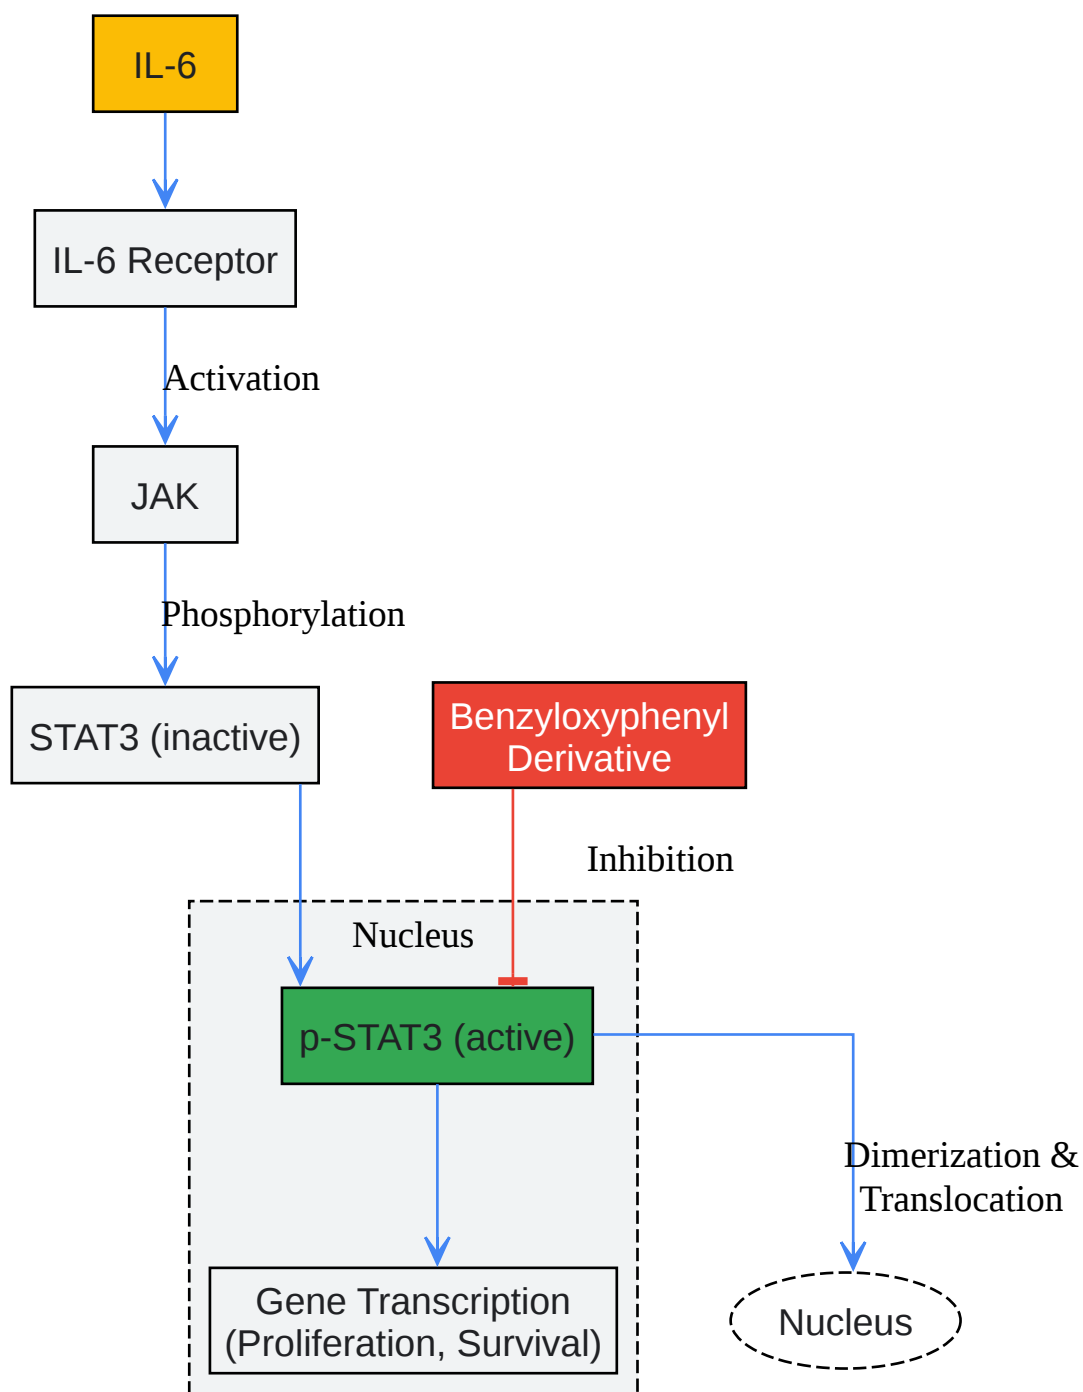 IL-6
IL-6 Receptor
Activation
JAK
Phosphorylation
STAT3 (inactive)
Benzyloxyphenyl
Derivative
Inhibition
Nucleus
p-STAT3 (active)
Dimerization &
Translocation
Gene Transcription
(Proliferation, Survival)
Nucleus